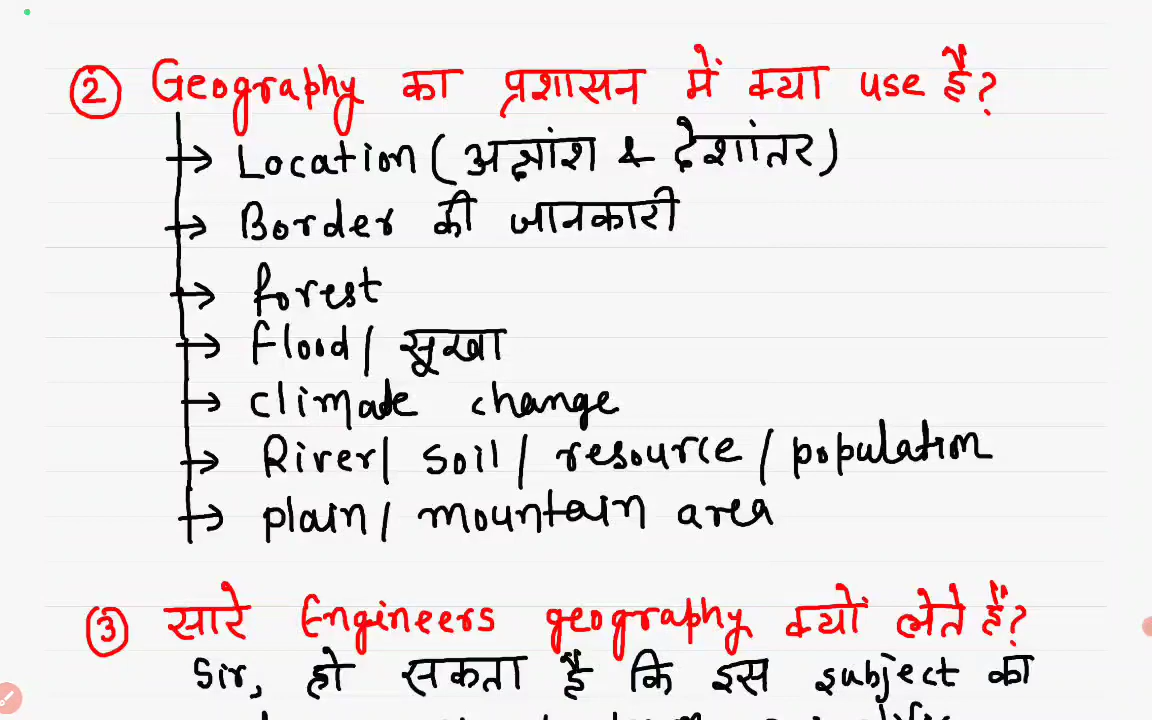 ② Geography का प्रशासन में क्या use है?
→ Location (अक्षांश & देशांतर)
→ Border की जानकारी
→ forest
→ flood / सूखा
→ climate change
→ River / soil / resource / population
→ plain / mountain area
③ सारे Engineers geography क्यों लेते हैं?
Sir, हो सकता है कि इस subject का